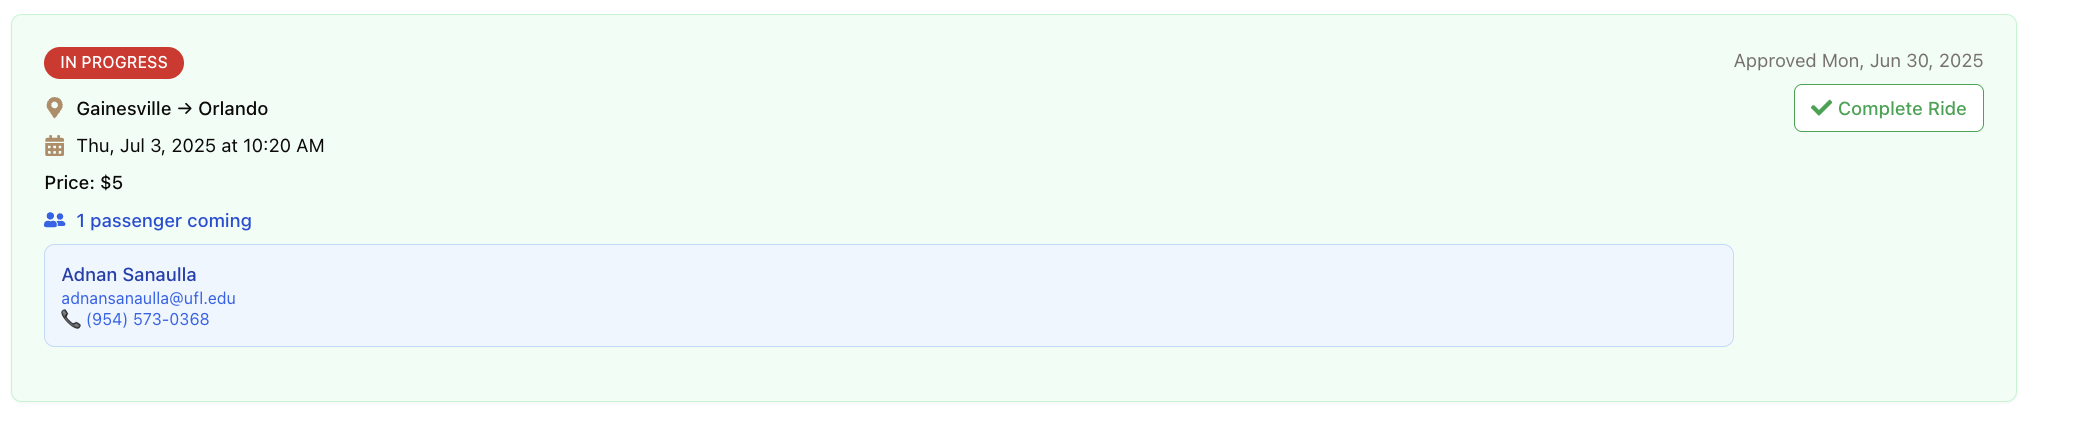 IN PROGRESS
Approved Mon, Jun 30, 2025
Gainesville → Orlando
Complete Ride
Thu, Jul 3, 2025 at 10:20 AM
Price: $5
1 passenger coming
Adnan Sanaulla
adnansanaulla@ufl.edu
(954) 573-0368